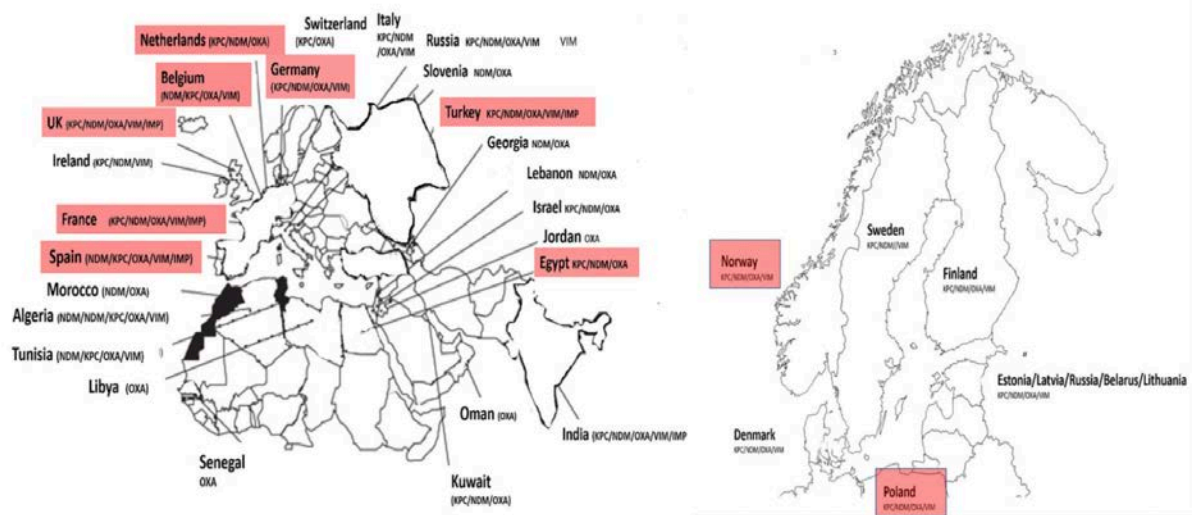 Switzerland
(KPC/OXA)
Italy
KPC/NDM
/OXA/VIM
Netherlands (KPC/NDM/OXA)
Russia KPC/NDM/OXA/VIM
VIM
Belgium
(NDM/KPC/OXA/VIM)
Germany
(KPC/NDM/OXA/VIM)
Slovenia NDM/OXA
UK (KPC/NDM/OXA/VIM/IMP)
Turkey KPC/NDM/OXA/VIM/IMP
Ireland (KPC/NDM/VIM)
Georgia NDM/OXA
Lebanon NDM/OXA
France (KPC/NDM/OXA/VIM/IMP)
Israel KPC/NDM/OXA
Jordan OXA
Spain (NDM/KPC/OXA/VIM/IMP)
Egypt KPC/NDM/OXA
Morocco (NDM/OXA)
Algeria (NDM/NDM/KPC/OXA/VIM)
Tunisia (NDM/KPC/OXA/VIM)
Libya (OXA)
Oman (OXA)
India (KPC/NDM/OXA/VIM/IMP
Senegal
OXA
Kuwait
(KPC/NDM/OXA)
Sweden
KPC/NDM//VIM
Norway
KPC/NDM/OXA/VIM
Finland
KPC/NDM/OXA/VIM
Estonia/Latvia/Russia/Belarus/Lithuania
KPC/NDM/OXA/VIM
Denmark
KPC/NDM/OXA/VIM
Poland
KPC/NDM/OXA/VIM